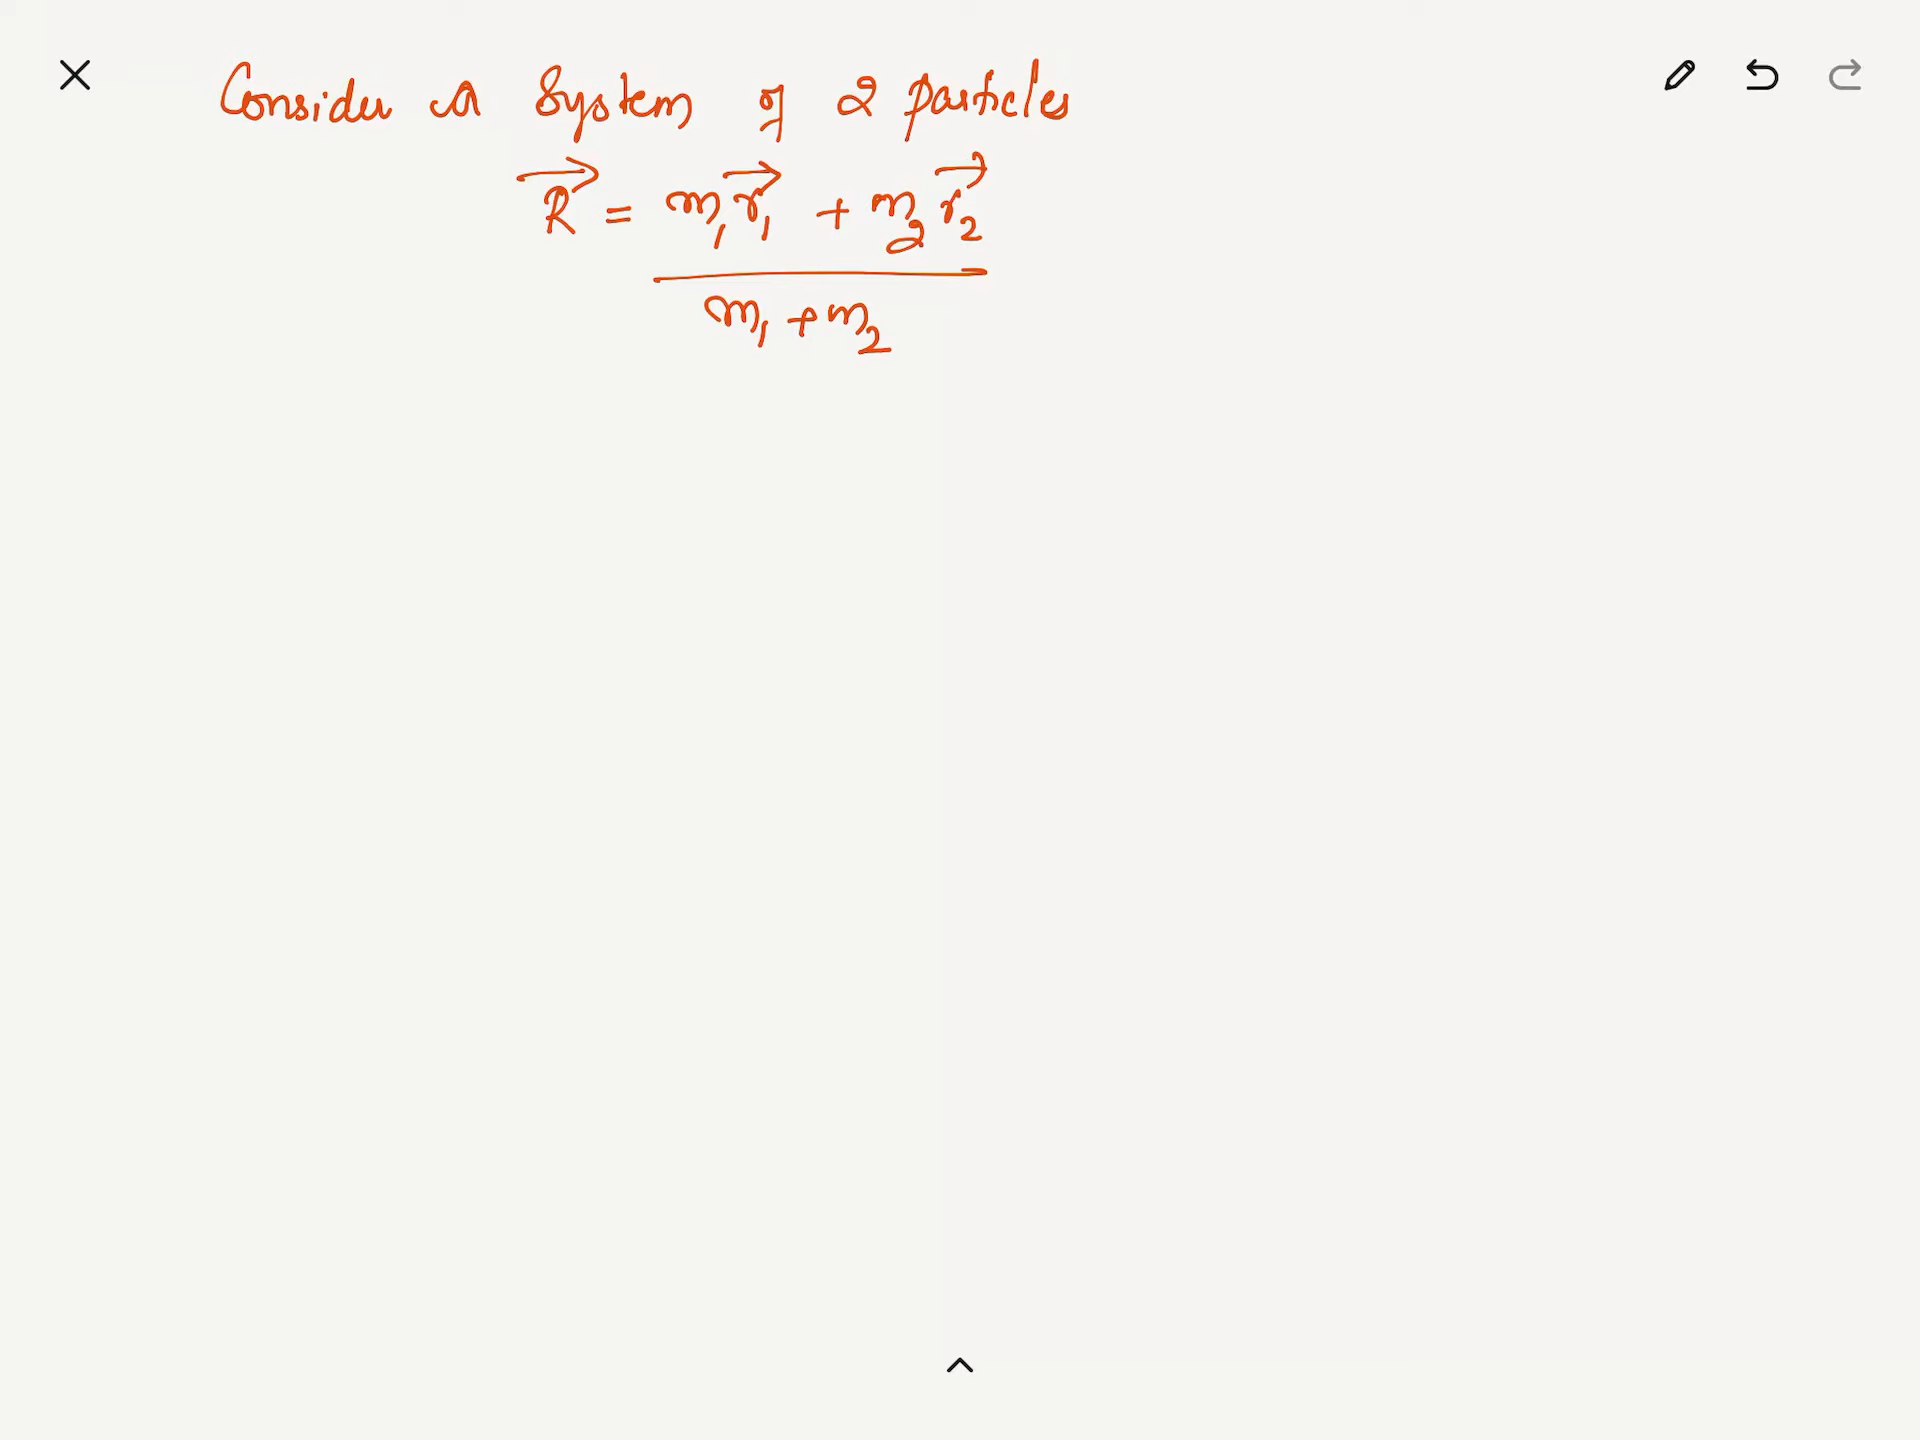 Consider a System of 2 particles
R⃗ = m₁r⃗₁ + m₂r⃗₂
m₁ + m₂